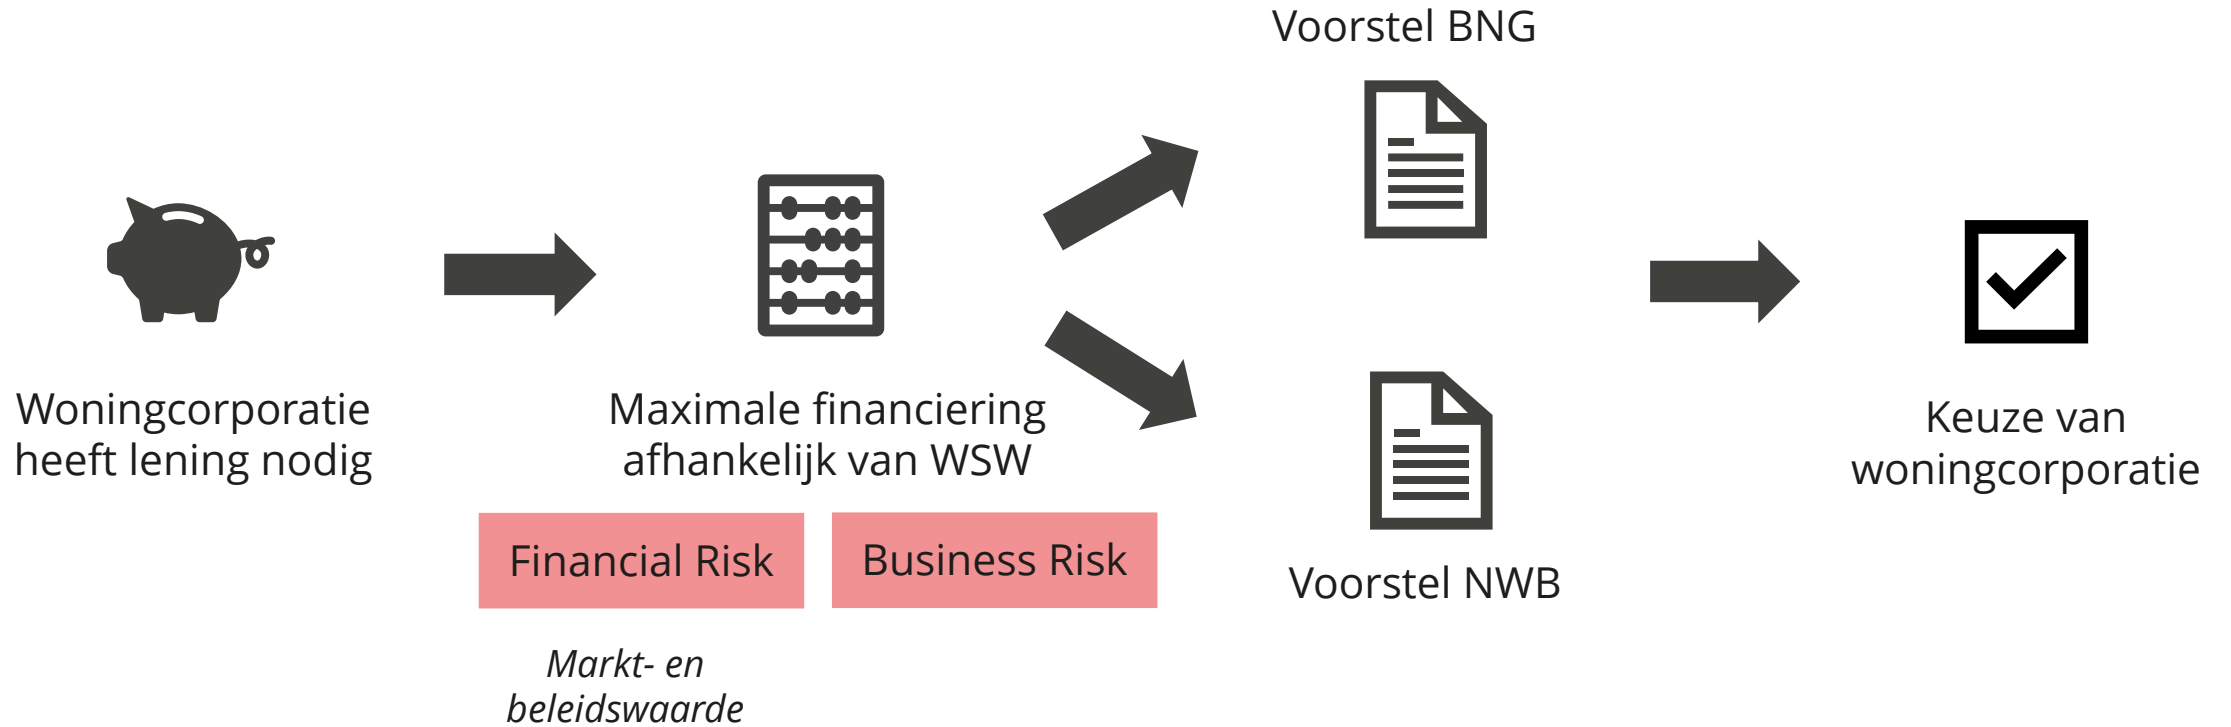 Woningcorporatie
heeft lening nodig
Maximale financiering
afhankelijk van WSW
Financial Risk
Business Risk
Markt- en
beleidswaarde
Voorstel BNG
Voorstel NWB
Keuze van
woningcorporatie